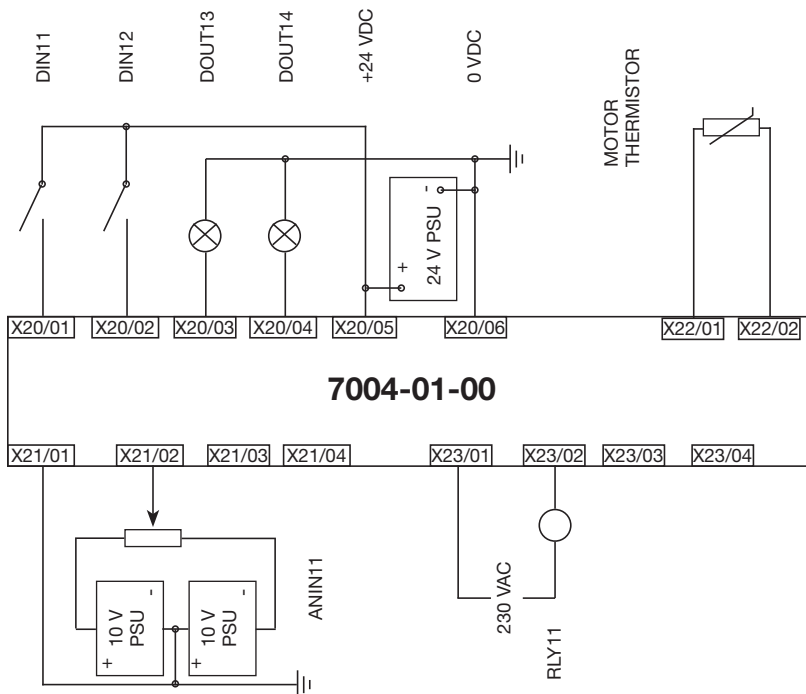 DIN11
DIN12
DOUT13
DOUT14
+24 VDC
0 VDC
MOTOR
THERMISTOR
-
24 V PSU
+
X20/01
X20/02
X20/03
X20/04
X20/05
X20/06
X22/01
X22/02
7004-01-00
X21/01
X21/02
X21/03
X21/04
X23/01
X23/02
X23/03
X23/04
-
10 V
PSU
+
-
10 V
PSU
+
ANIN11
230 VAC
RLY11